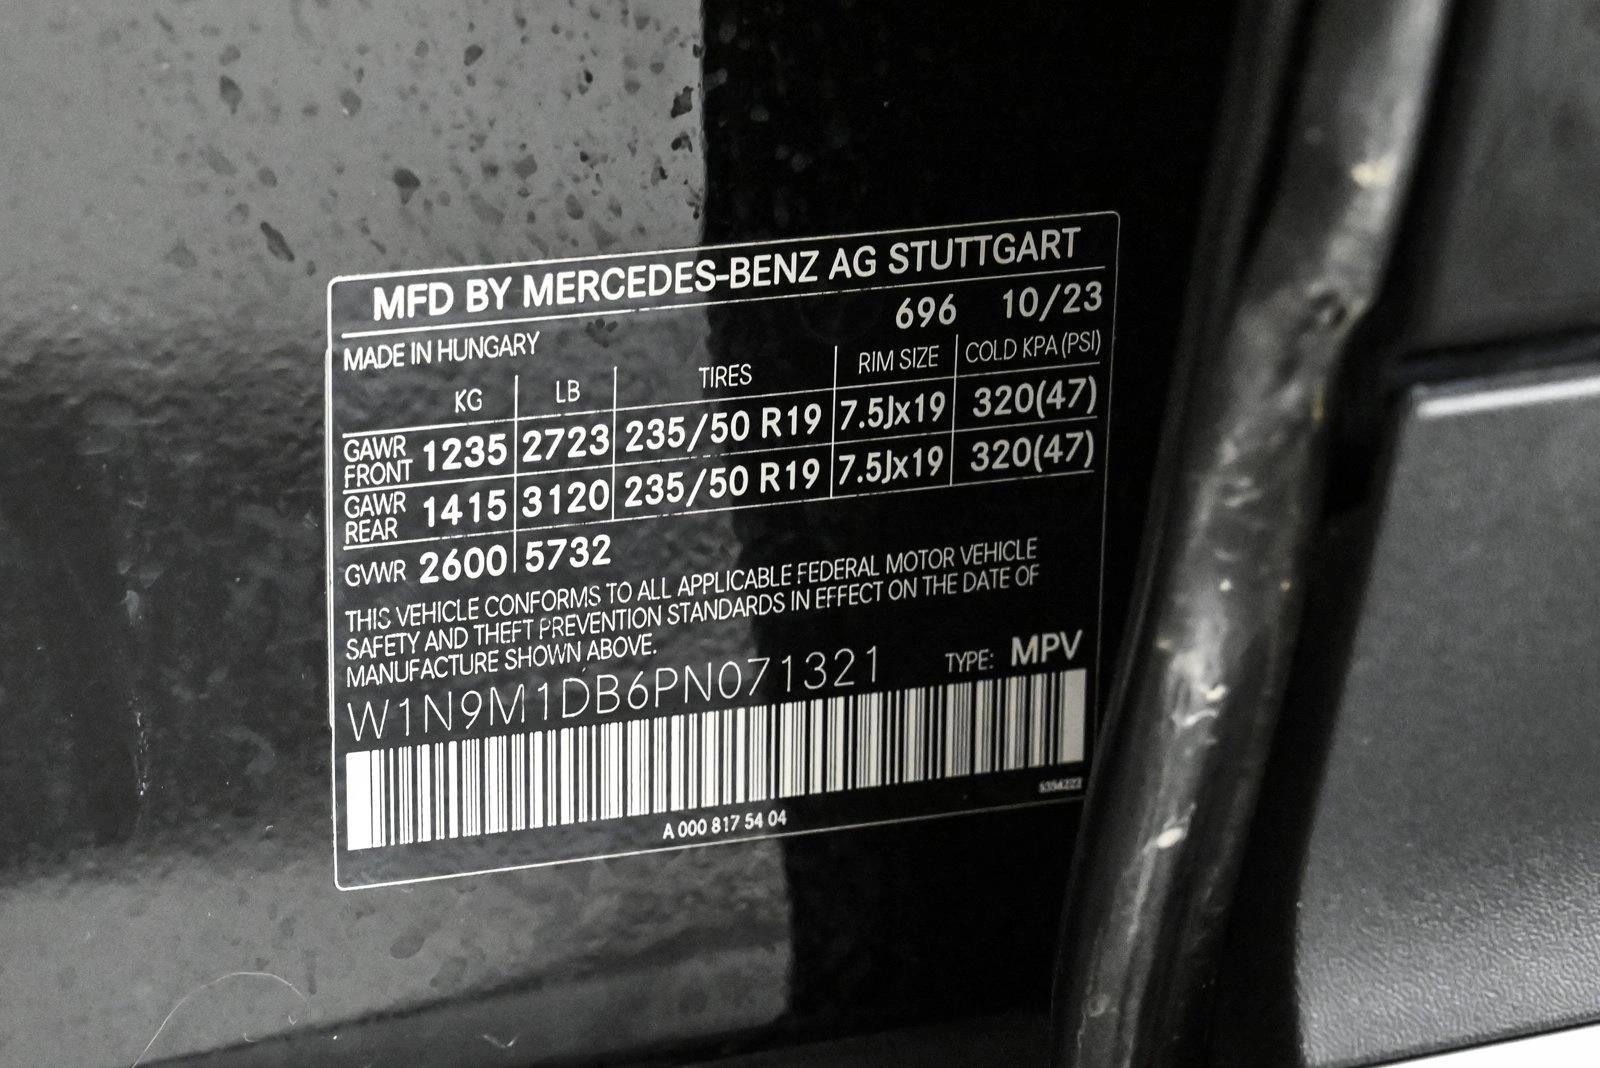 MFD BY MERCEDES-BENZ AG STUTTGART
696 10/23
MADE IN HUNGARY
KG LB TIRES RIM SIZE COLD KPA (PSI)
GAWR FRONT 1235 2723 235/50 R19 7.5Jx19 320(47)
GAWR REAR 1415 3120 235/50 R19 7.5Jx19 320(47)
GVWR 2600 5732
THIS VEHICLE CONFORMS TO ALL APPLICABLE FEDERAL MOTOR VEHICLE
SAFETY AND THEFT PREVENTION STANDARDS IN EFFECT ON THE DATE OF
MANUFACTURE SHOWN ABOVE.
W1N9M1DB6PN071321 TYPE: MPV
A 000 817 54 04